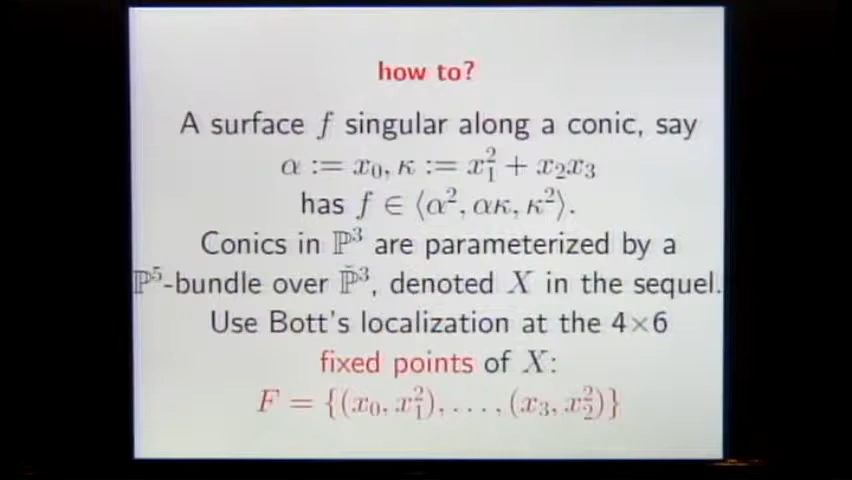 how to?
A surface f singular along a conic, say
α := x₀, κ := x₁² + x₂x₃
has f ∈ ⟨α², ακ, κ²⟩.
Conics in ℙ³ are parameterized by a
ℙ⁵-bundle over ℙ̌³, denoted X in the sequel.
Use Bott's localization at the 4×6
fixed points of X:
F = {(x₀, x₁²), . . . , (x₃, x₂²)}